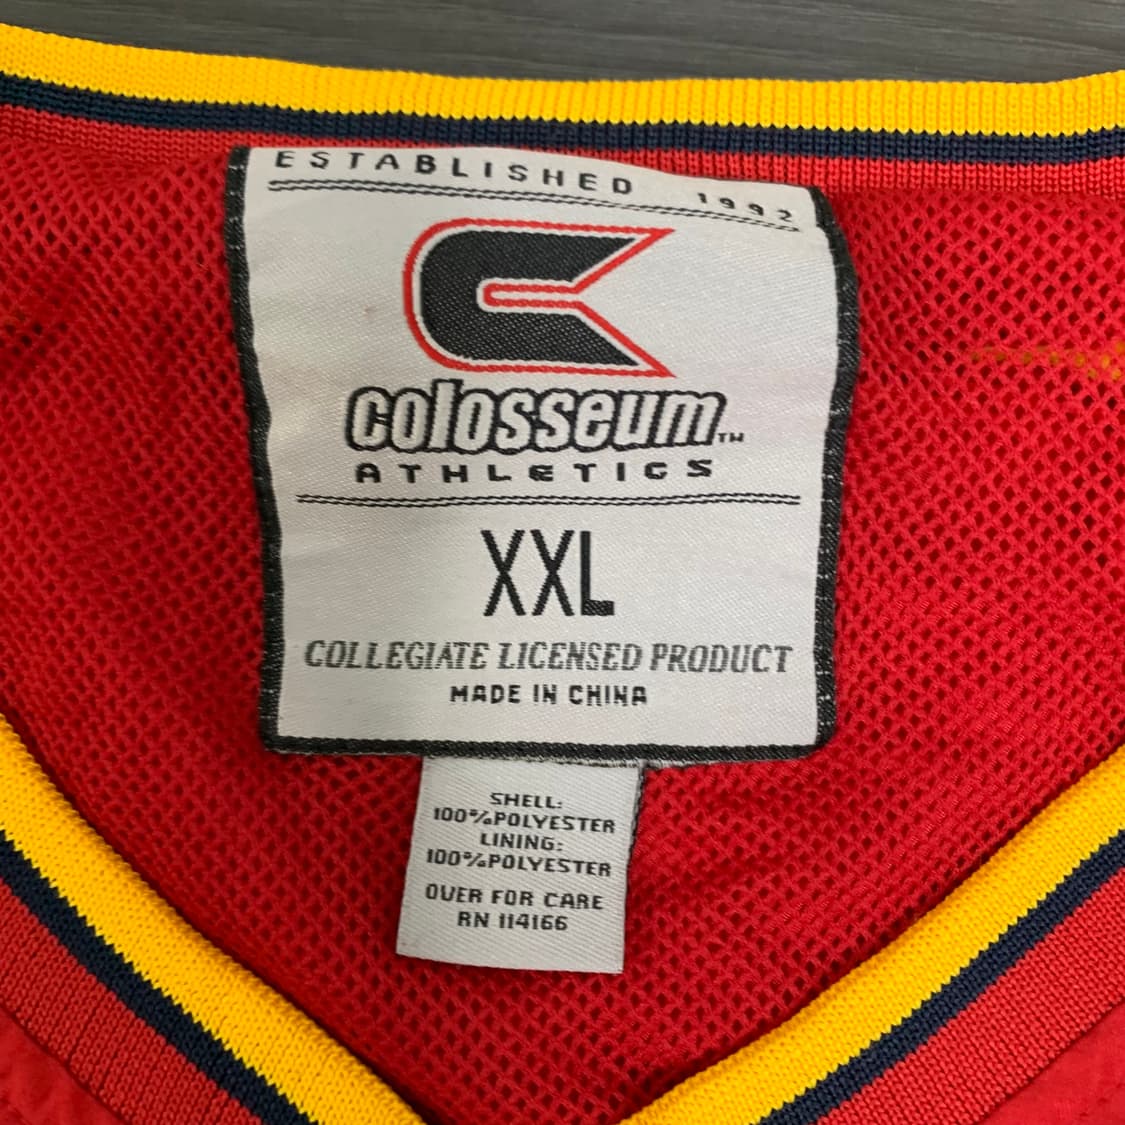 ESTABLISHED 1992
colosseum™
ATHLETICS
XXL
COLLEGIATE LICENSED PRODUCT
MADE IN CHINA
SHELL:
100%POLYESTER
LINING:
100%POLYESTER
OVER FOR CARE
RN 114166